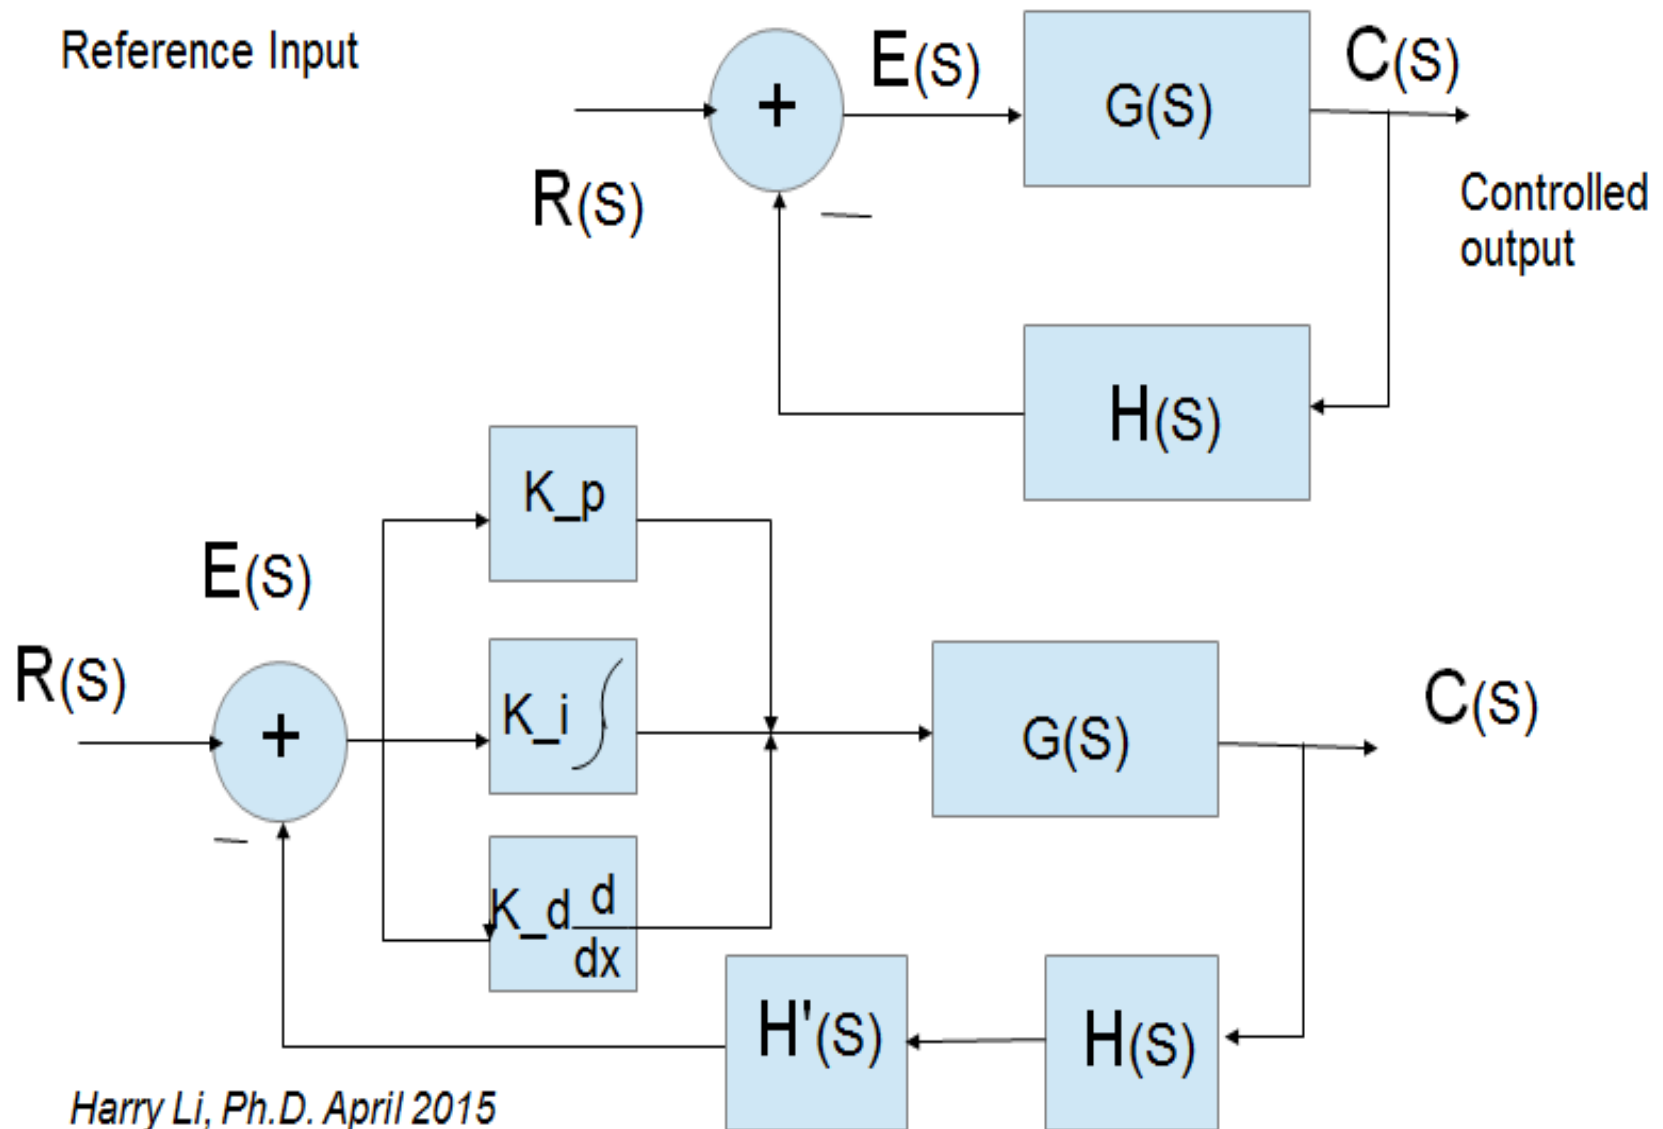 Reference Input
E(S)
C(S)
+
G(S)
R(S)
—
Controlled
output
H(S)
K_p
E(S)
R(S)
+
K_i ∫
G(S)
C(S)
—
K_d d
dx
H'(S)
H(S)
Harry Li, Ph.D. April 2015